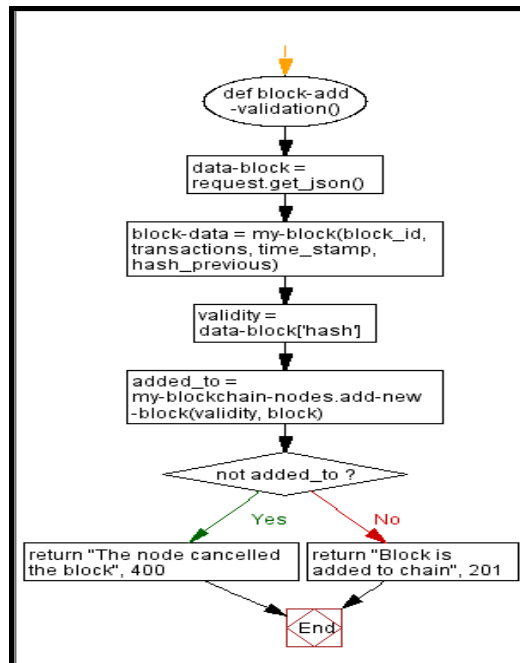 def block-add
-validation()
data-block =
request.get_json()
block-data = my-block(block_id,
transactions, time_stamp,
hash_previous)
validity =
data-block['hash']
added_to =
my-blockchain-nodes.add-new
-block(validity, block)
not added_to ?
Yes
No
return "The node cancelled
the block", 400
return "Block is
added to chain", 201
End